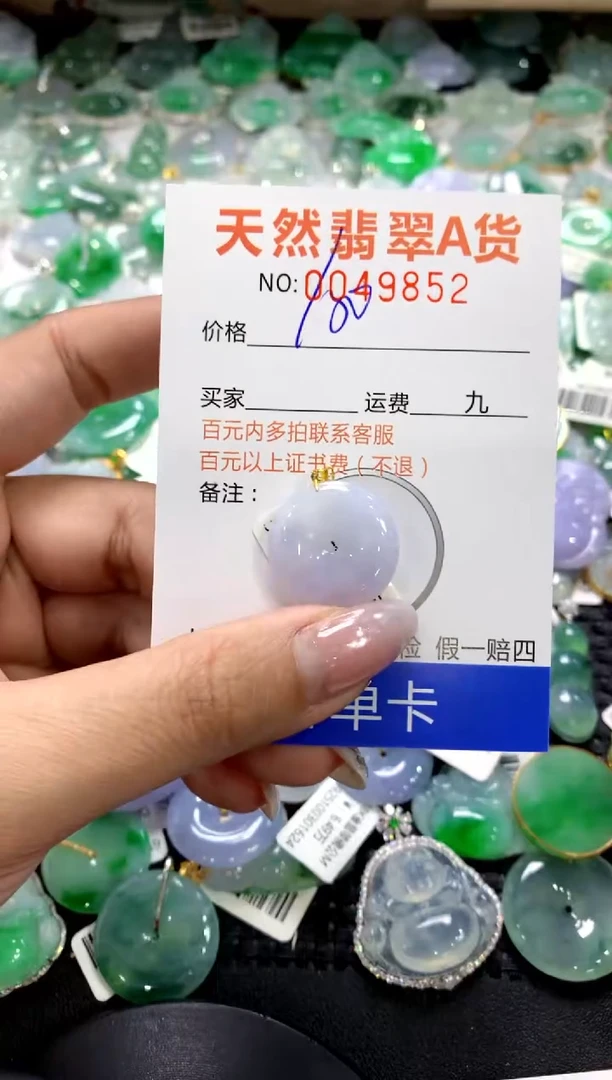 天然翡翠A货
NO:0049852
180
价格
买家 运费 九
百元内多拍联系客服
百元以上证书费(不退)
备注:
检 假一赔四
单卡